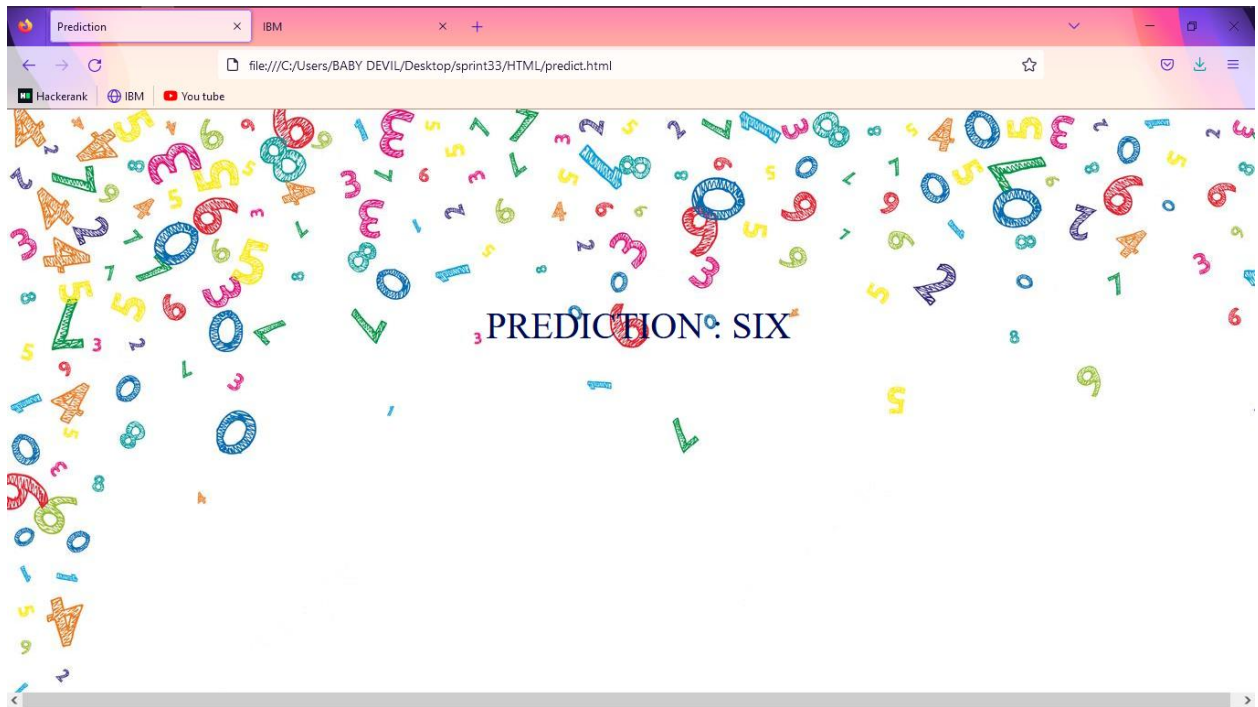 Prediction
IBM
file:///C:/Users/BABY DEVIL/Desktop/sprint33/HTML/predict.html
Hackerank
IBM
You tube
PREDICTION : SIX